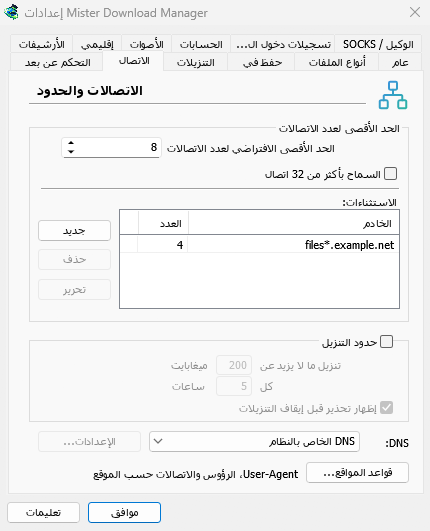 إعدادات Mister Download Manager
الوكيل / SOCKS
تسجيلات دخول ال...
الحسابات
الأصوات
إقليمي
الأرشيفات
عام
أنواع الملفات
حفظ في
التنزيلات
الاتصال
التحكم عن بعد
الاتصالات والحدود
الحد الأقصى لعدد الاتصالات
الحد الأقصى الافتراضي لعدد الاتصالات 8
السماح بأكثر من 32 اتصال
الاستثناءات:
الخادم العدد
files*.example.net 4
جديد
حذف
تحرير
حدود التنزيل
تنزيل ما لا يزيد عن 200 ميغابايت
كل 5 ساعات
إظهار تحذير قبل إيقاف التنزيلات
DNS: DNS الخاص بالنظام الإعدادات...
قواعد المواقع... User-Agent، الرؤوس والاتصالات حسب الموقع
موافق
تعليمات